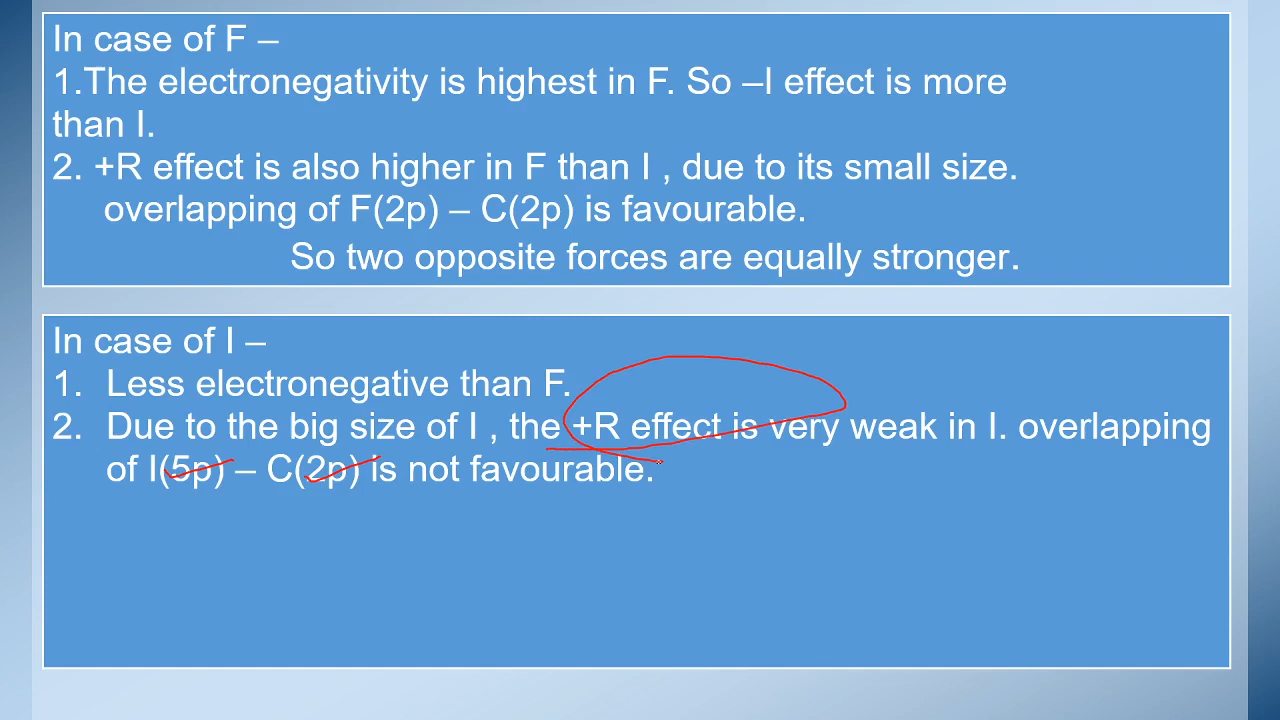 In case of F –
1.The electronegativity is highest in F. So –I effect is more
than I.
2. +R effect is also higher in F than I , due to its small size.
overlapping of F(2p) – C(2p) is favourable.
So two opposite forces are equally stronger.
In case of I –
1. Less electronegative than F.
2. Due to the big size of I , the +R effect is very weak in I. overlapping
of I(5p) – C(2p) is not favourable.